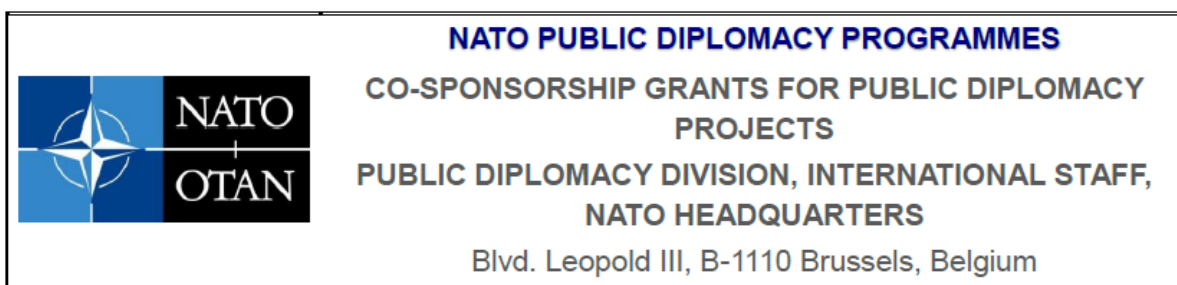 NATO
OTAN
NATO PUBLIC DIPLOMACY PROGRAMMES
CO-SPONSORSHIP GRANTS FOR PUBLIC DIPLOMACY
PROJECTS
PUBLIC DIPLOMACY DIVISION, INTERNATIONAL STAFF,
NATO HEADQUARTERS
Blvd. Leopold III, B-1110 Brussels, Belgium